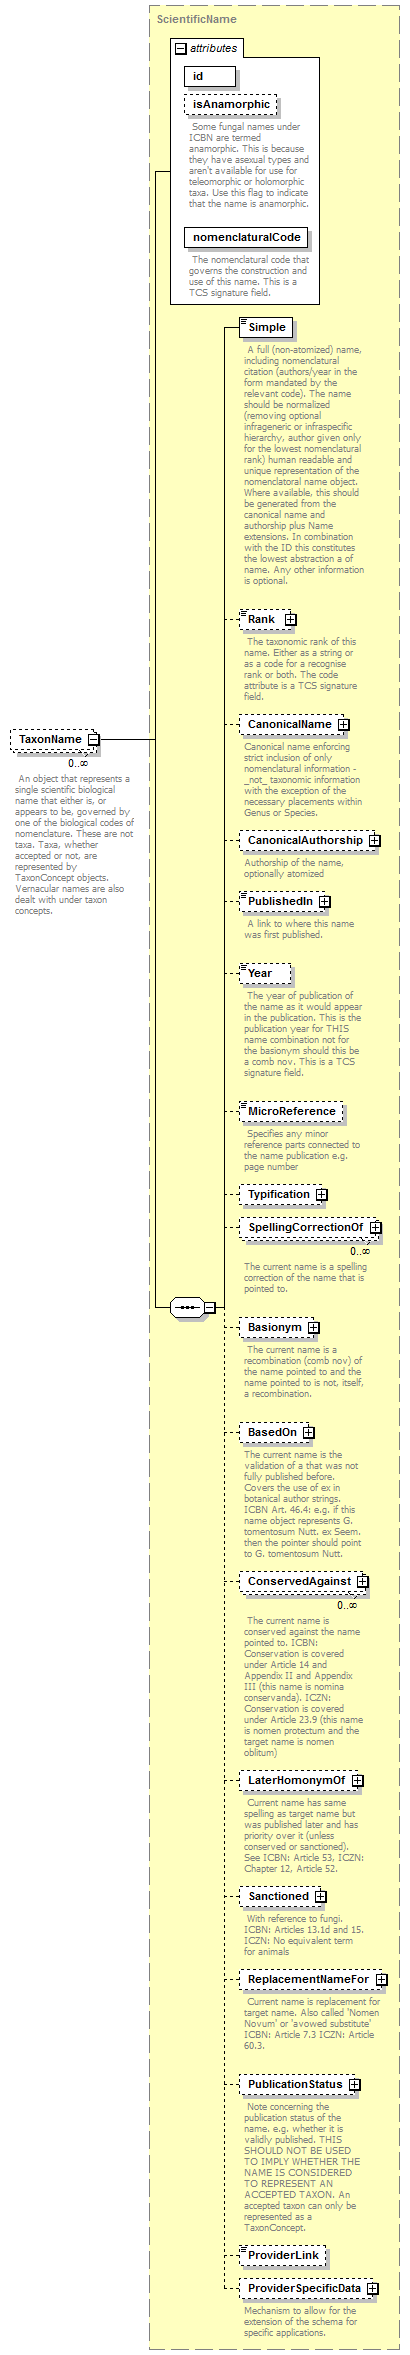 ScientificName
attributes
id
isAnamorphic
Some fungal names under
ICBN are termed
anamorphic. This is because
they have asexual types and
aren't available for use for
teleomorphic or holomorphic
taxa. Use this flag to indicate
that the name is anamorphic.
nomenclaturalCode
The nomenclatural code that
governs the construction and
use of this name. This is a
TCS signature field.
Simple
A full (non-atomized) name,
including nomenclatural
citation (authors/year in the
form mandated by the
relevant code). The name
should be normalized
(removing optional
infrageneric or infraspecific
hierarchy, author given only
for the lowest nomenclatural
rank) human readable and
unique representation of the
nomenclatoral name object.
Where available, this should
be generated from the
canonical name and
authorship plus Name
extensions. In combination
with the ID this constitutes
the lowest abstraction a of
name. Any other information
is optional.
Rank
The taxonomic rank of this
name. Either as a string or
as a code for a recognise
rank or both. The code
attribute is a TCS signature
field.
TaxonName
0..∞
An object that represents a
single scientific biological
name that either is, or
appears to be, governed by
one of the biological codes of
nomenclature. These are not
taxa. Taxa, whether
accepted or not, are
represented by
TaxonConcept objects.
Vernacular names are also
dealt with under taxon
concepts.
CanonicalName
Canonical name enforcing
strict inclusion of only
nomenclatural information -
_not_ taxonomic information
with the exception of the
necessary placements within
Genus or Species.
CanonicalAuthorship
Authorship of the name,
optionally atomized
PublishedIn
A link to where this name
was first published.
Year
The year of publication of
the name as it would appear
in the publication. This is the
publication year for THIS
name combination not for
the basionym should this be
a comb nov. This is a TCS
signature field.
MicroReference
Specifies any minor
reference parts connected to
the name publication e.g.
page number
Typification
SpellingCorrectionOf
0..∞
The current name is a spelling
correction of the name that is
pointed to.
Basionym
The current name is a
recombination (comb nov) of
the name pointed to and the
name pointed to is not, itself,
a recombination.
BasedOn
The current name is the
validation of a that was not
fully published before.
Covers the use of ex in
botanical author strings.
ICBN Art. 46.4: e.g. if this
name object represents G.
tomentosum Nutt. ex Seem.
then the pointer should point
to G. tomentosum Nutt.
ConservedAgainst
0..∞
The current name is
conserved against the name
pointed to. ICBN:
Conservation is covered
under Article 14 and
Appendix II and Appendix
III (this name is nomina
conservanda). ICZN:
Conservation is covered
under Article 23.9 (this name
is nomen protectum and the
target name is nomen
oblitum)
LaterHomonymOf
Current name has same
spelling as target name but
was published later and has
priority over it (unless
conserved or sanctioned).
See ICBN: Article 53, ICZN:
Chapter 12, Article 52.
Sanctioned
With reference to fungi.
ICBN: Articles 13.1d and 15.
ICZN: No equivalent term
for animals
ReplacementNameFor
Current name is replacement for
target name. Also called 'Nomen
Novum' or 'avowed substitute'
ICBN: Article 7.3 ICZN: Article
60.3.
PublicationStatus
Note concerning the
publication status of the
name. e.g. whether it is
validly published. THIS
SHOULD NOT BE USED
TO IMPLY WHETHER THE
NAME IS CONSIDERED
TO REPRESENT AN
ACCEPTED TAXON. An
accepted taxon can only be
represented as a
TaxonConcept.
ProviderLink
ProviderSpecificData
Mechanism to allow for the
extension of the schema for
specific applications.